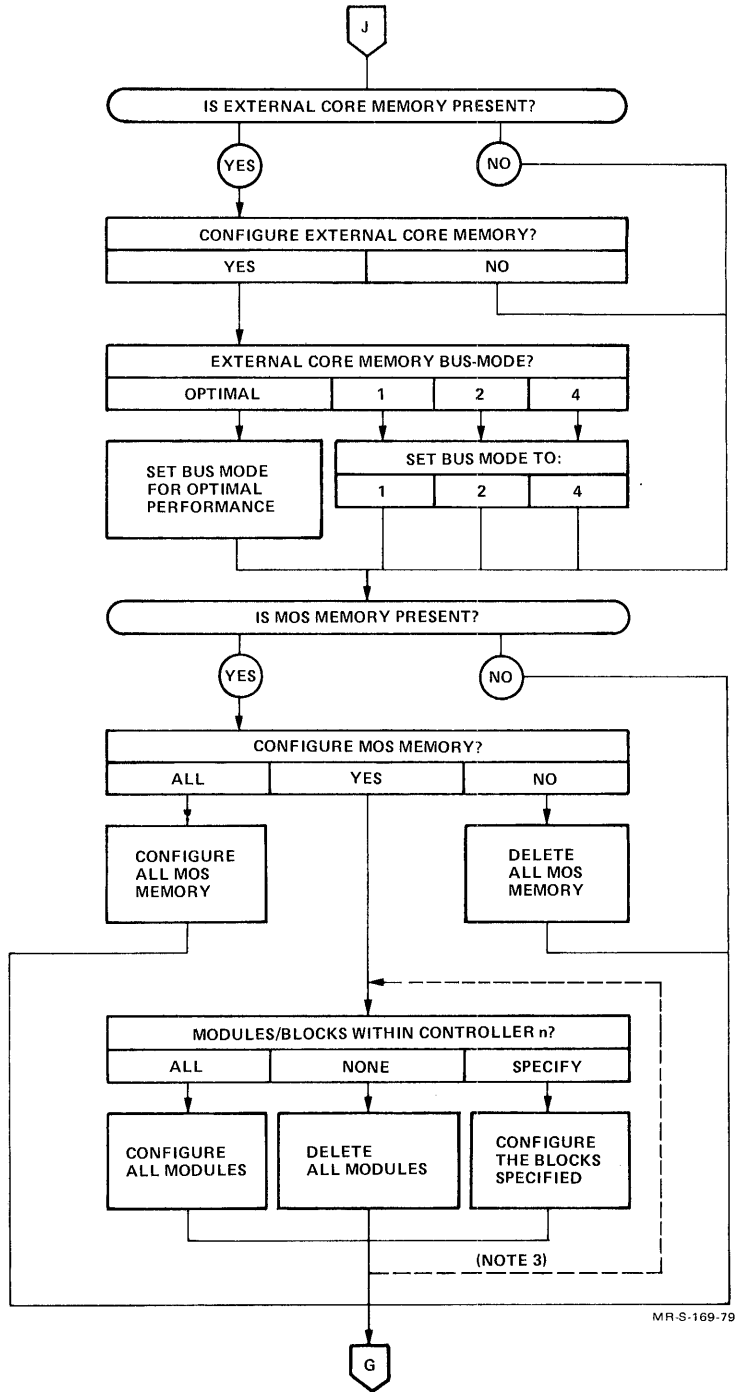 J
IS EXTERNAL CORE MEMORY PRESENT?
YES
NO
CONFIGURE EXTERNAL CORE MEMORY?
YES
NO
EXTERNAL CORE MEMORY BUS-MODE?
OPTIMAL
1
2
4
SET BUS MODE
FOR OPTIMAL
PERFORMANCE
SET BUS MODE TO:
1
2
4
IS MOS MEMORY PRESENT?
YES
NO
CONFIGURE MOS MEMORY?
ALL
YES
NO
CONFIGURE
ALL MOS
MEMORY
DELETE
ALL MOS
MEMORY
MODULES/BLOCKS WITHIN CONTROLLER n?
ALL
NONE
SPECIFY
CONFIGURE
ALL MODULES
DELETE
ALL MODULES
CONFIGURE
THE BLOCKS
SPECIFIED
(NOTE 3)
MR-S-169-79
G